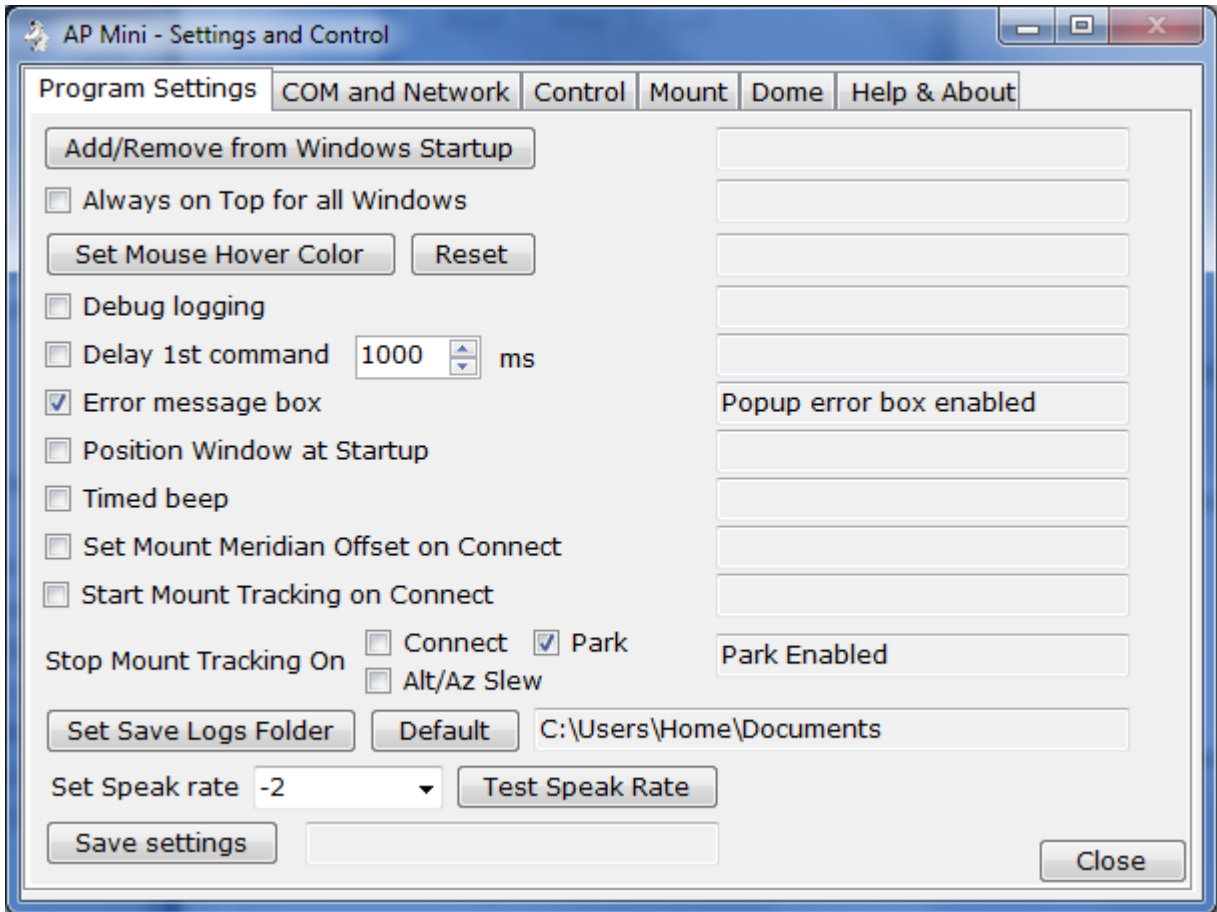 AP Mini - Settings and Control
Program Settings COM and Network Control Mount Dome Help & About
Add/Remove from Windows Startup
Always on Top for all Windows
Set Mouse Hover Color Reset
Debug logging
Delay 1st command 1000 ms
Error message box Popup error box enabled
Position Window at Startup
Timed beep
Set Mount Meridian Offset on Connect
Start Mount Tracking on Connect
Stop Mount Tracking On Connect Park Park Enabled
Alt/Az Slew
Set Save Logs Folder Default C:\Users\Home\Documents
Set Speak rate -2 Test Speak Rate
Save settings
Close